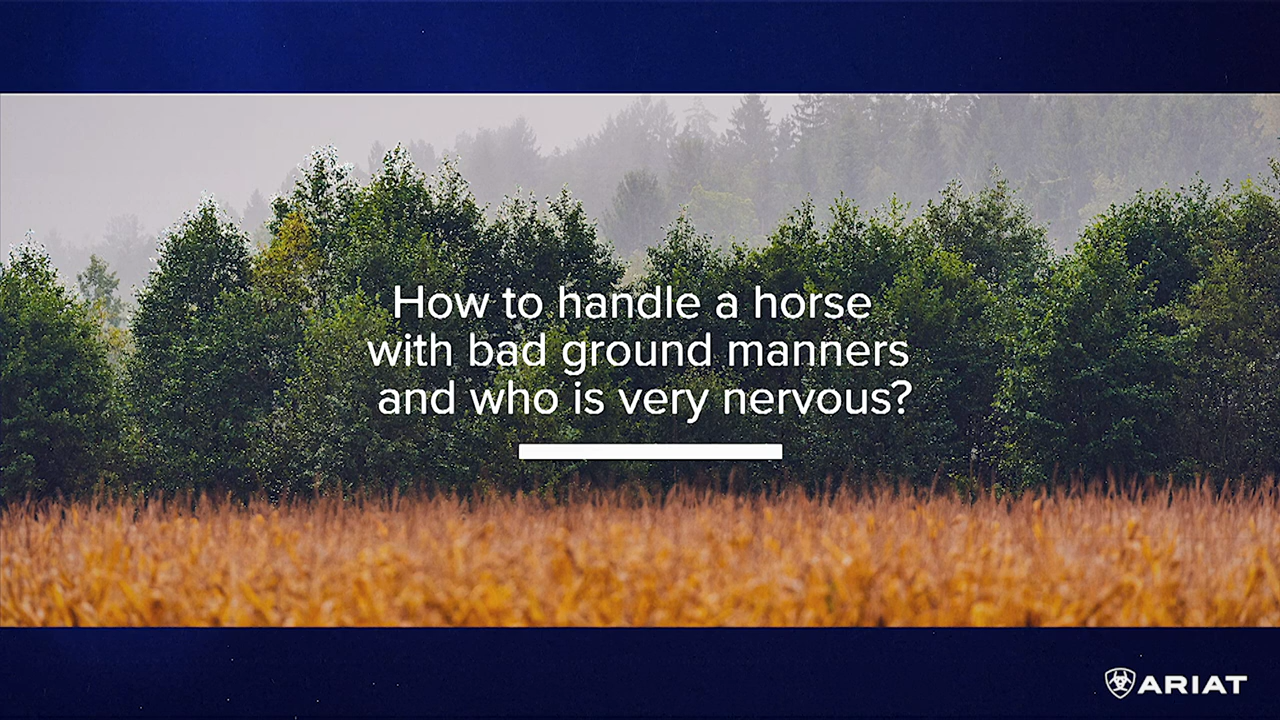 How to handle a horse
with bad ground manners
and who is very nervous?
ARIAT